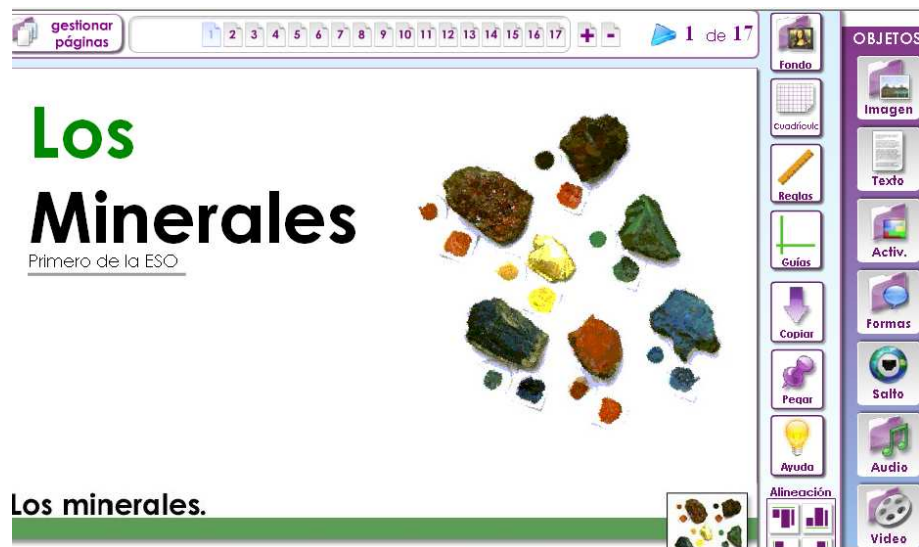 gestionar
páginas
1 2 3 4 5 6 7 8 9 10 11 12 13 14 15 16 17 + -
1 de 17
Los
Minerales
Primero de la ESO
Los minerales.
Fondo
Cuadrícula
Reglas
Guías
Copiar
Pegar
Ayuda
Alineación
OBJETOS
Imagen
Texto
Activ.
Formas
Salto
Audio
Video